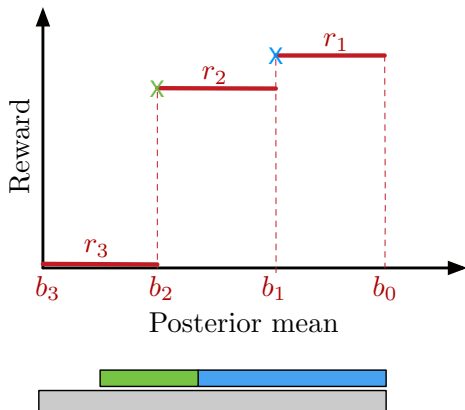 r₁
r₂
Reward
r₃
b₃ b₂ b₁ b₀
Posterior mean